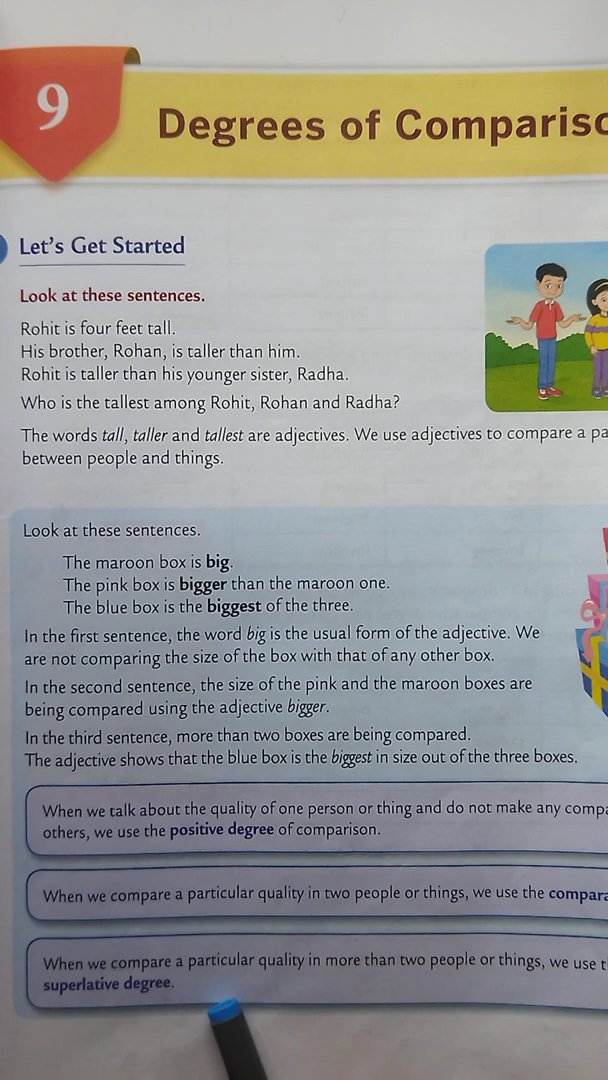 9
Degrees of Comparis
Let's Get Started
Look at these sentences.
Rohit is four feet tall.
His brother, Rohan, is taller than him.
Rohit is taller than his younger sister, Radha.
Who is the tallest among Rohit, Rohan and Radha?
The words tall, taller and tallest are adjectives. We use adjectives to compare a pa
between people and things.
Look at these sentences.
The maroon box is big.
The pink box is bigger than the maroon one.
The blue box is the biggest of the three.
In the first sentence, the word big is the usual form of the adjective. We
are not comparing the size of the box with that of any other box.
In the second sentence, the size of the pink and the maroon boxes are
being compared using the adjective bigger.
In the third sentence, more than two boxes are being compared.
The adjective shows that the blue box is the biggest in size out of the three boxes.
When we talk about the quality of one person or thing and do not make any comp
others, we use the positive degree of comparison.
When we compare a particular quality in two people or things, we use the compar
When we compare a particular quality in more than two people or things, we use t
superlative degree.